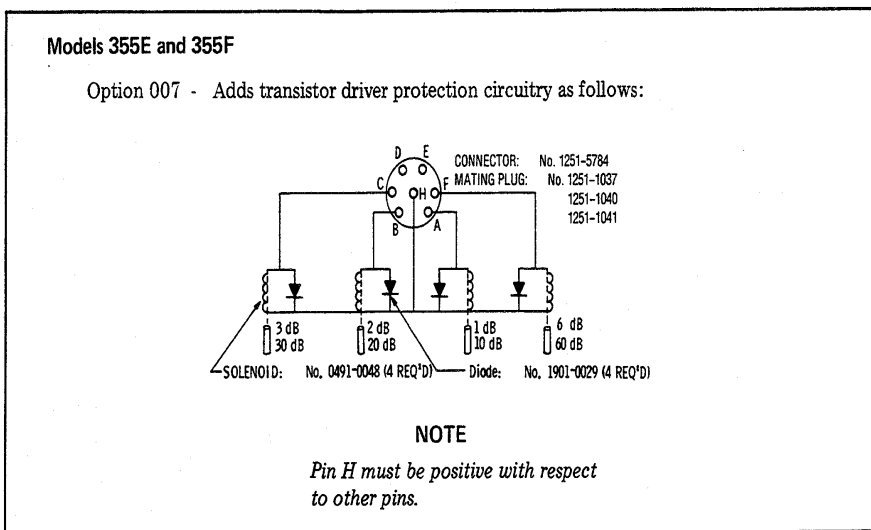 Models 355E and 355F
Option 007 - Adds transistor driver protection circuitry as follows:
D E
CONNECTOR: No. 1251-5784
C H F MATING PLUG: No. 1251-1037
1251-1040
B A 1251-1041
3 dB 2 dB 1 dB 6 dB
30 dB 20 dB 10 dB 60 dB
SOLENOID: No. 0491-0048 (4 REQ'D) Diode: No. 1901-0029 (4 REQ'D)
NOTE
Pin H must be positive with respect
to other pins.